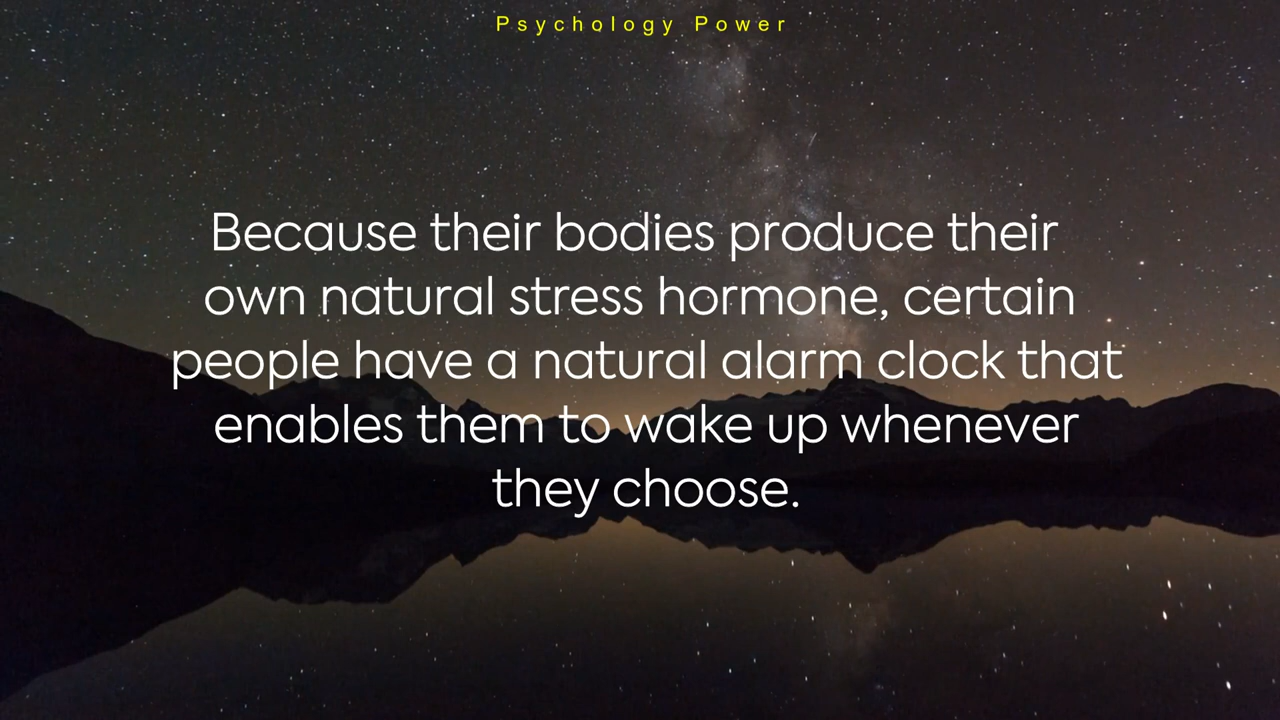 Psychology Power
Because their bodies produce their
own natural stress hormone, certain
people have a natural alarm clock that
enables them to wake up whenever
they choose.